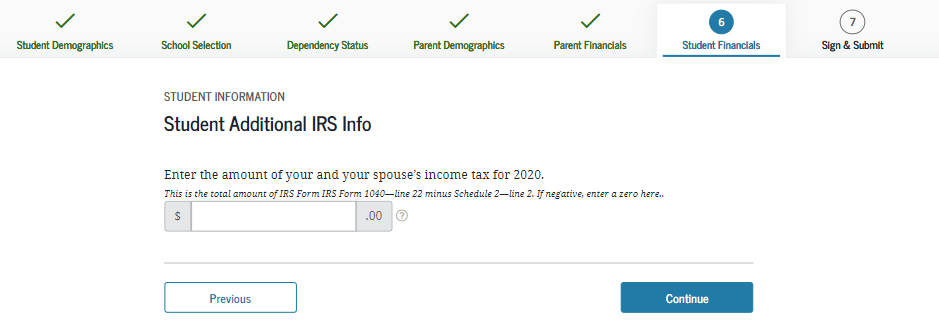 6
7
Student Demographics
School Selection
Dependency Status
Parent Demographics
Parent Financials
Student Financials
Sign & Submit
STUDENT INFORMATION
Student Additional IRS Info
Enter the amount of your and your spouse's income tax for 2020.
This is the total amount of IRS Form IRS Form 1040—line 22 minus Schedule 2—line 2. If negative, enter a zero here..
$
.00
?
Previous
Continue